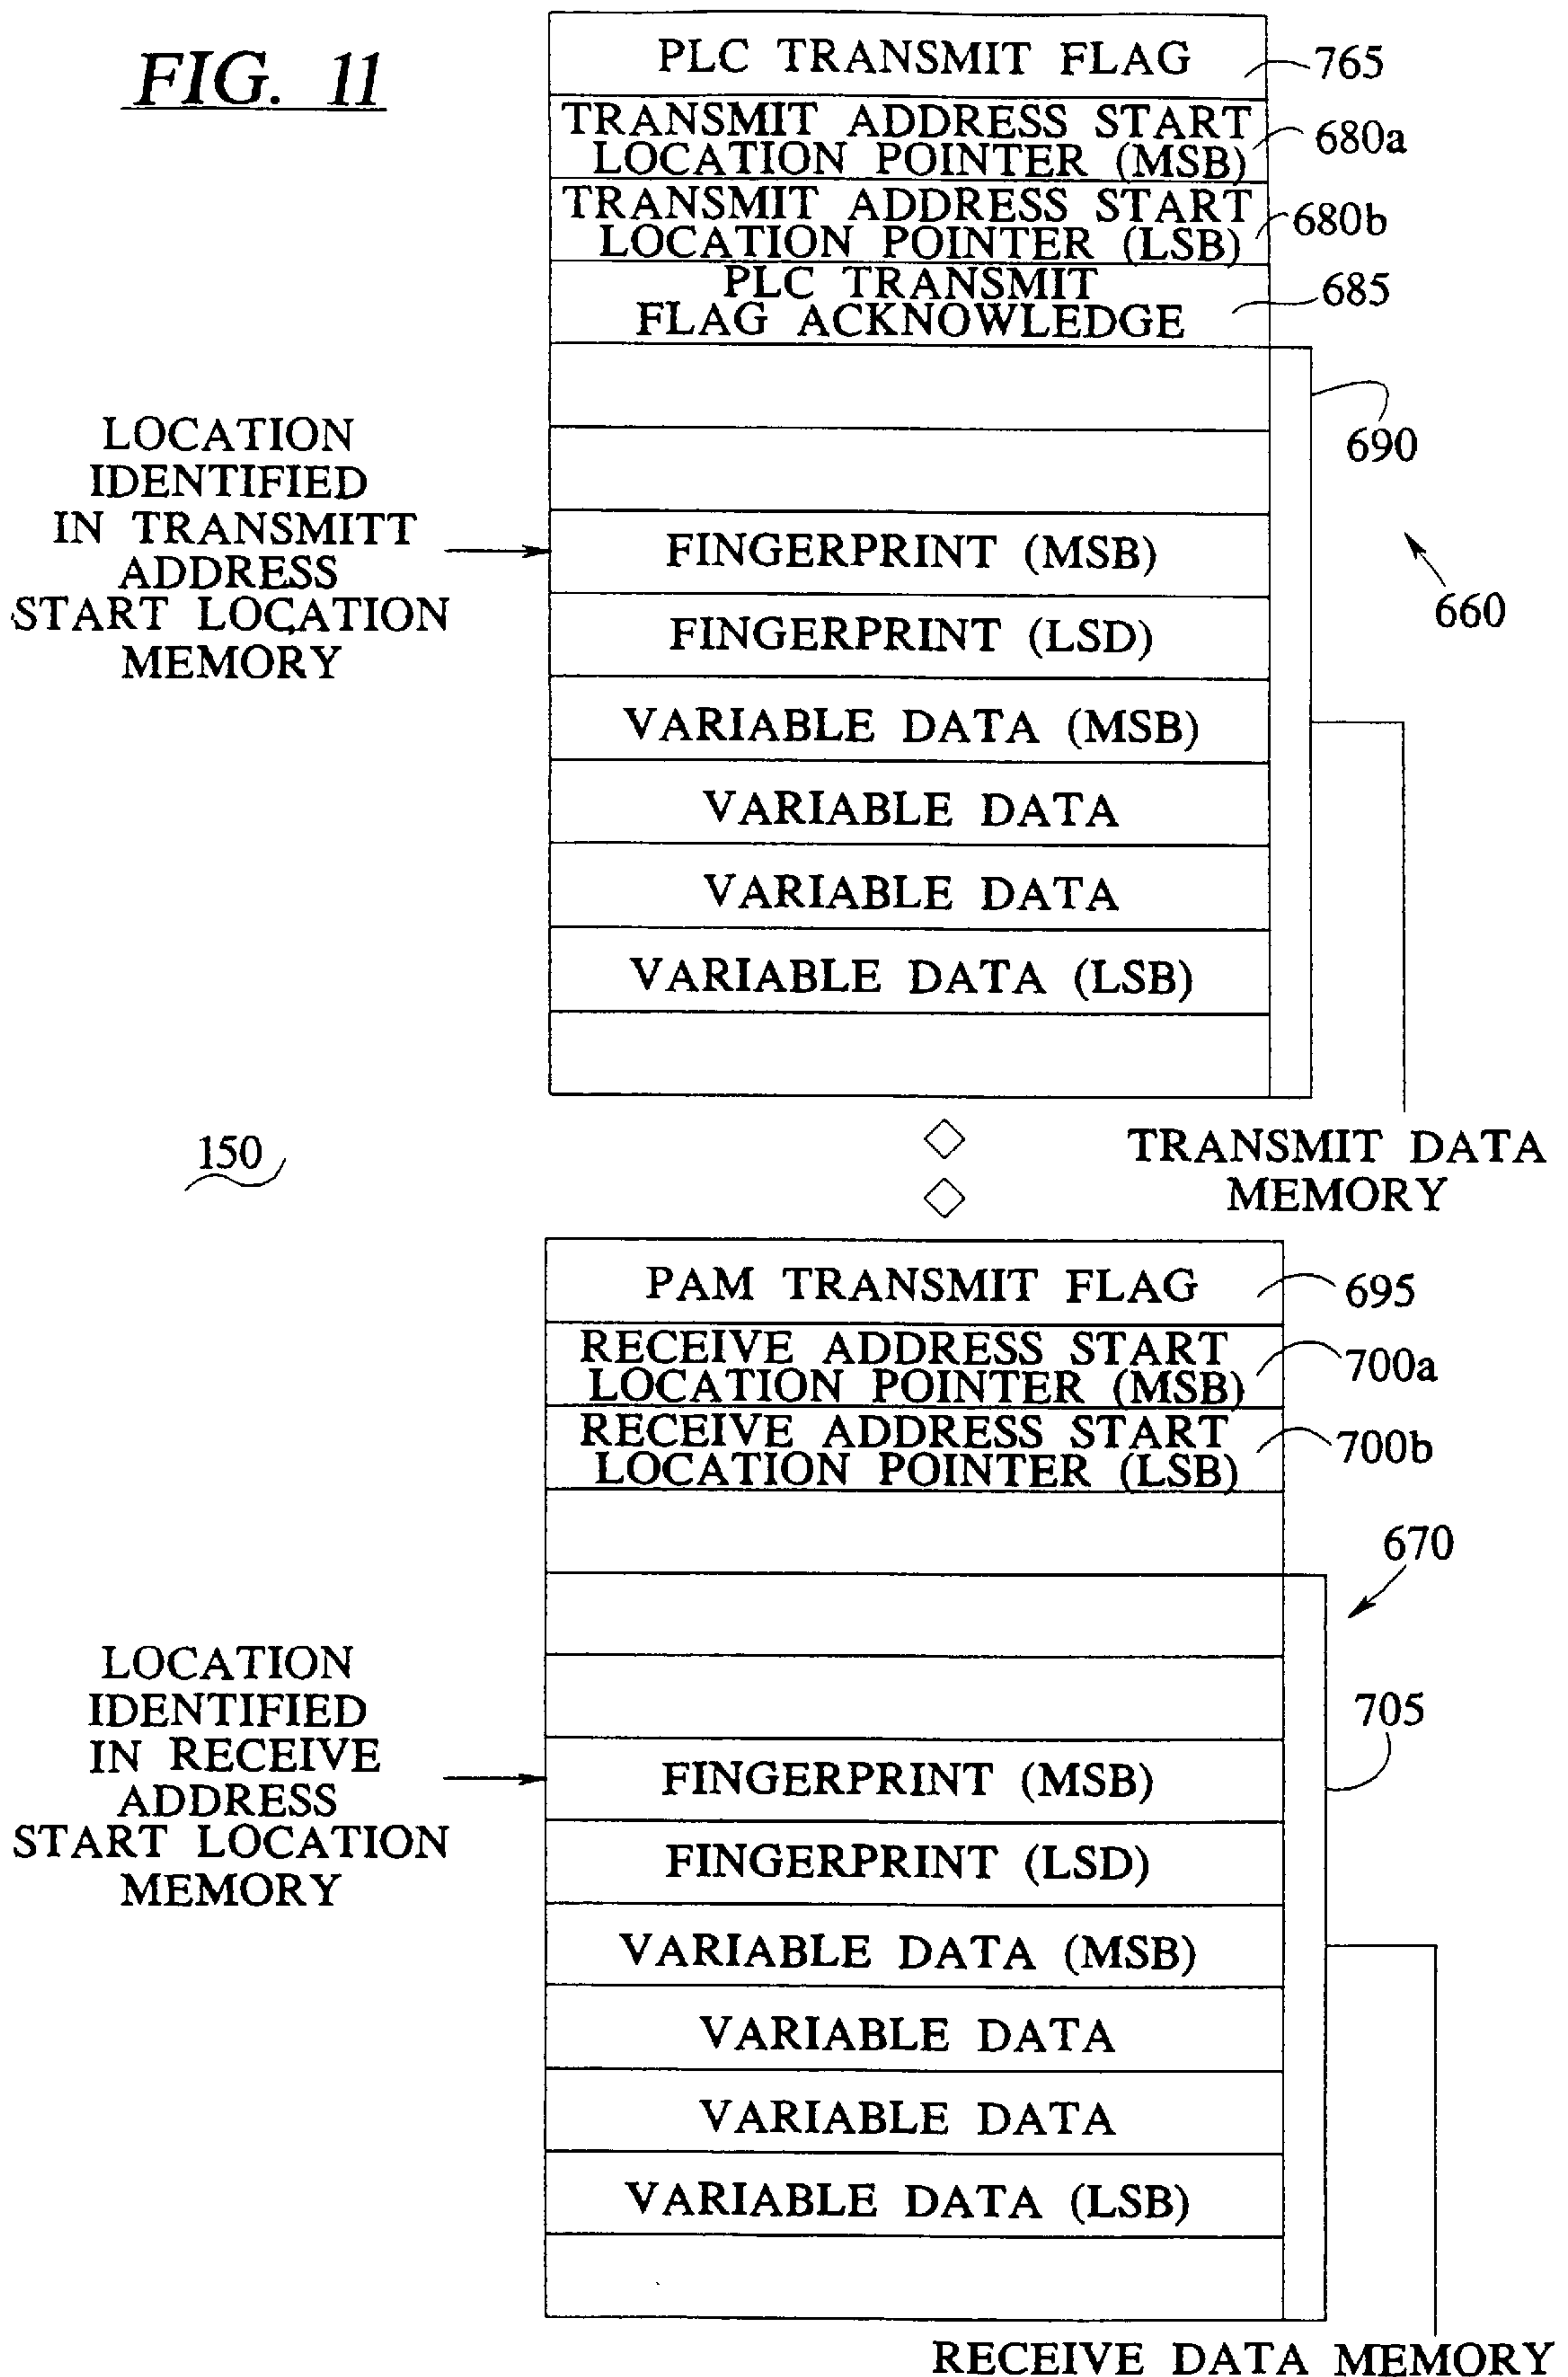 FIG. 11
PLC TRANSMIT FLAG
765
TRANSMIT ADDRESS START
LOCATION POINTER (MSB)
680a
TRANSMIT ADDRESS START
LOCATION POINTER (LSB)
680b
PLC TRANSMIT
FLAG ACKNOWLEDGE
685
690
LOCATION
IDENTIFIED
IN TRANSMITT
ADDRESS
START LOCATION
MEMORY
FINGERPRINT (MSB)
660
FINGERPRINT (LSD)
VARIABLE DATA (MSB)
VARIABLE DATA
VARIABLE DATA
VARIABLE DATA (LSB)
TRANSMIT DATA
MEMORY
150
PAM TRANSMIT FLAG
695
RECEIVE ADDRESS START
LOCATION POINTER (MSB)
700a
RECEIVE ADDRESS START
LOCATION POINTER (LSB)
700b
670
LOCATION
IDENTIFIED
IN RECEIVE
ADDRESS
START LOCATION
MEMORY
705
FINGERPRINT (MSB)
FINGERPRINT (LSD)
VARIABLE DATA (MSB)
VARIABLE DATA
VARIABLE DATA
VARIABLE DATA (LSB)
RECEIVE DATA MEMORY